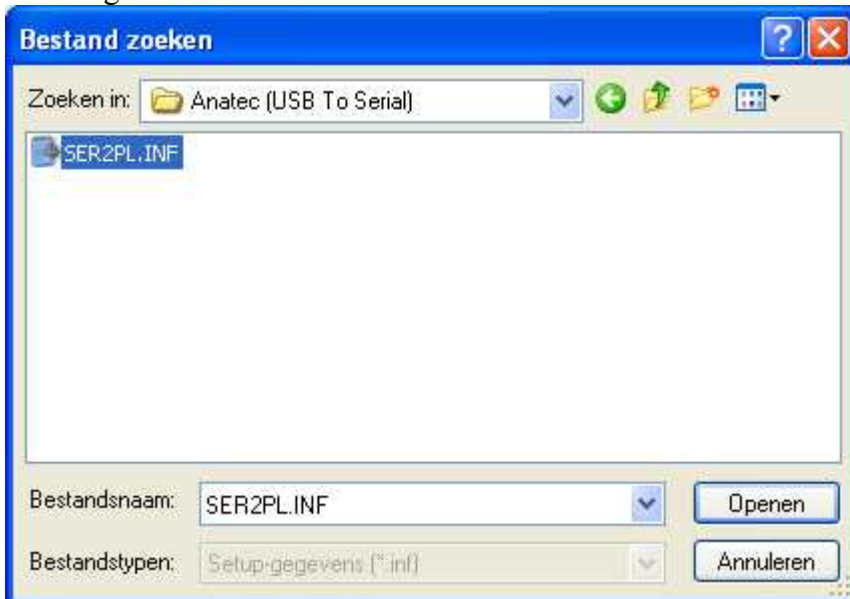 Bestand zoeken
Zoeken in: Anatec (USB To Serial)
SER2PL.INF
Bestandsnaam: SER2PL.INF Openen
Bestandstypen: Setup-gegevens (*.inf) Annuleren